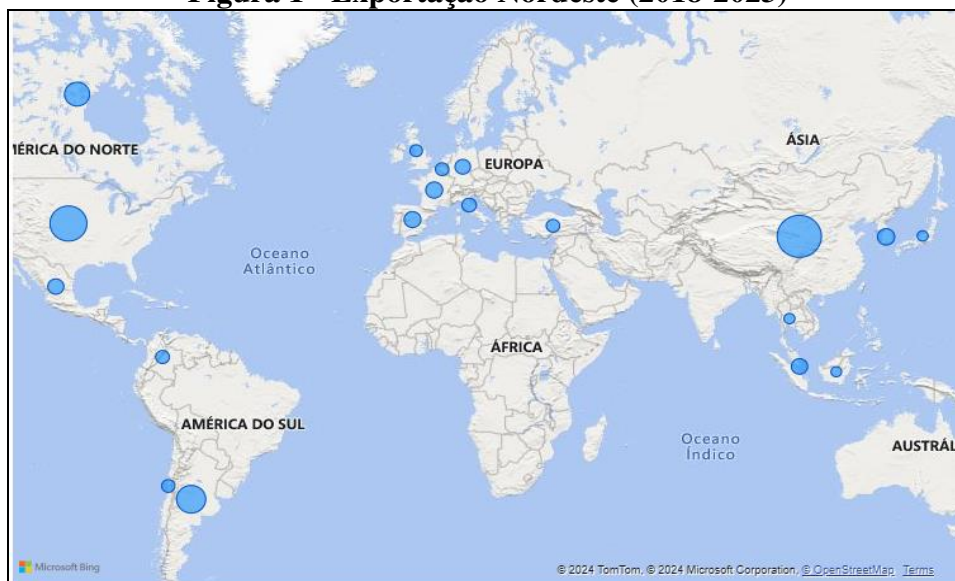 Figura 1 - Exportação Nordeste (2018-2023)
MÉRICA DO NORTE
EUROPA
ÁSIA
Oceano
Atlântico
ÁFRICA
AMÉRICA DO SUL
Oceano
Índico
AUSTRÁL
Microsoft Bing
© 2024 TomTom, © 2024 Microsoft Corporation, © OpenStreetMap Terms